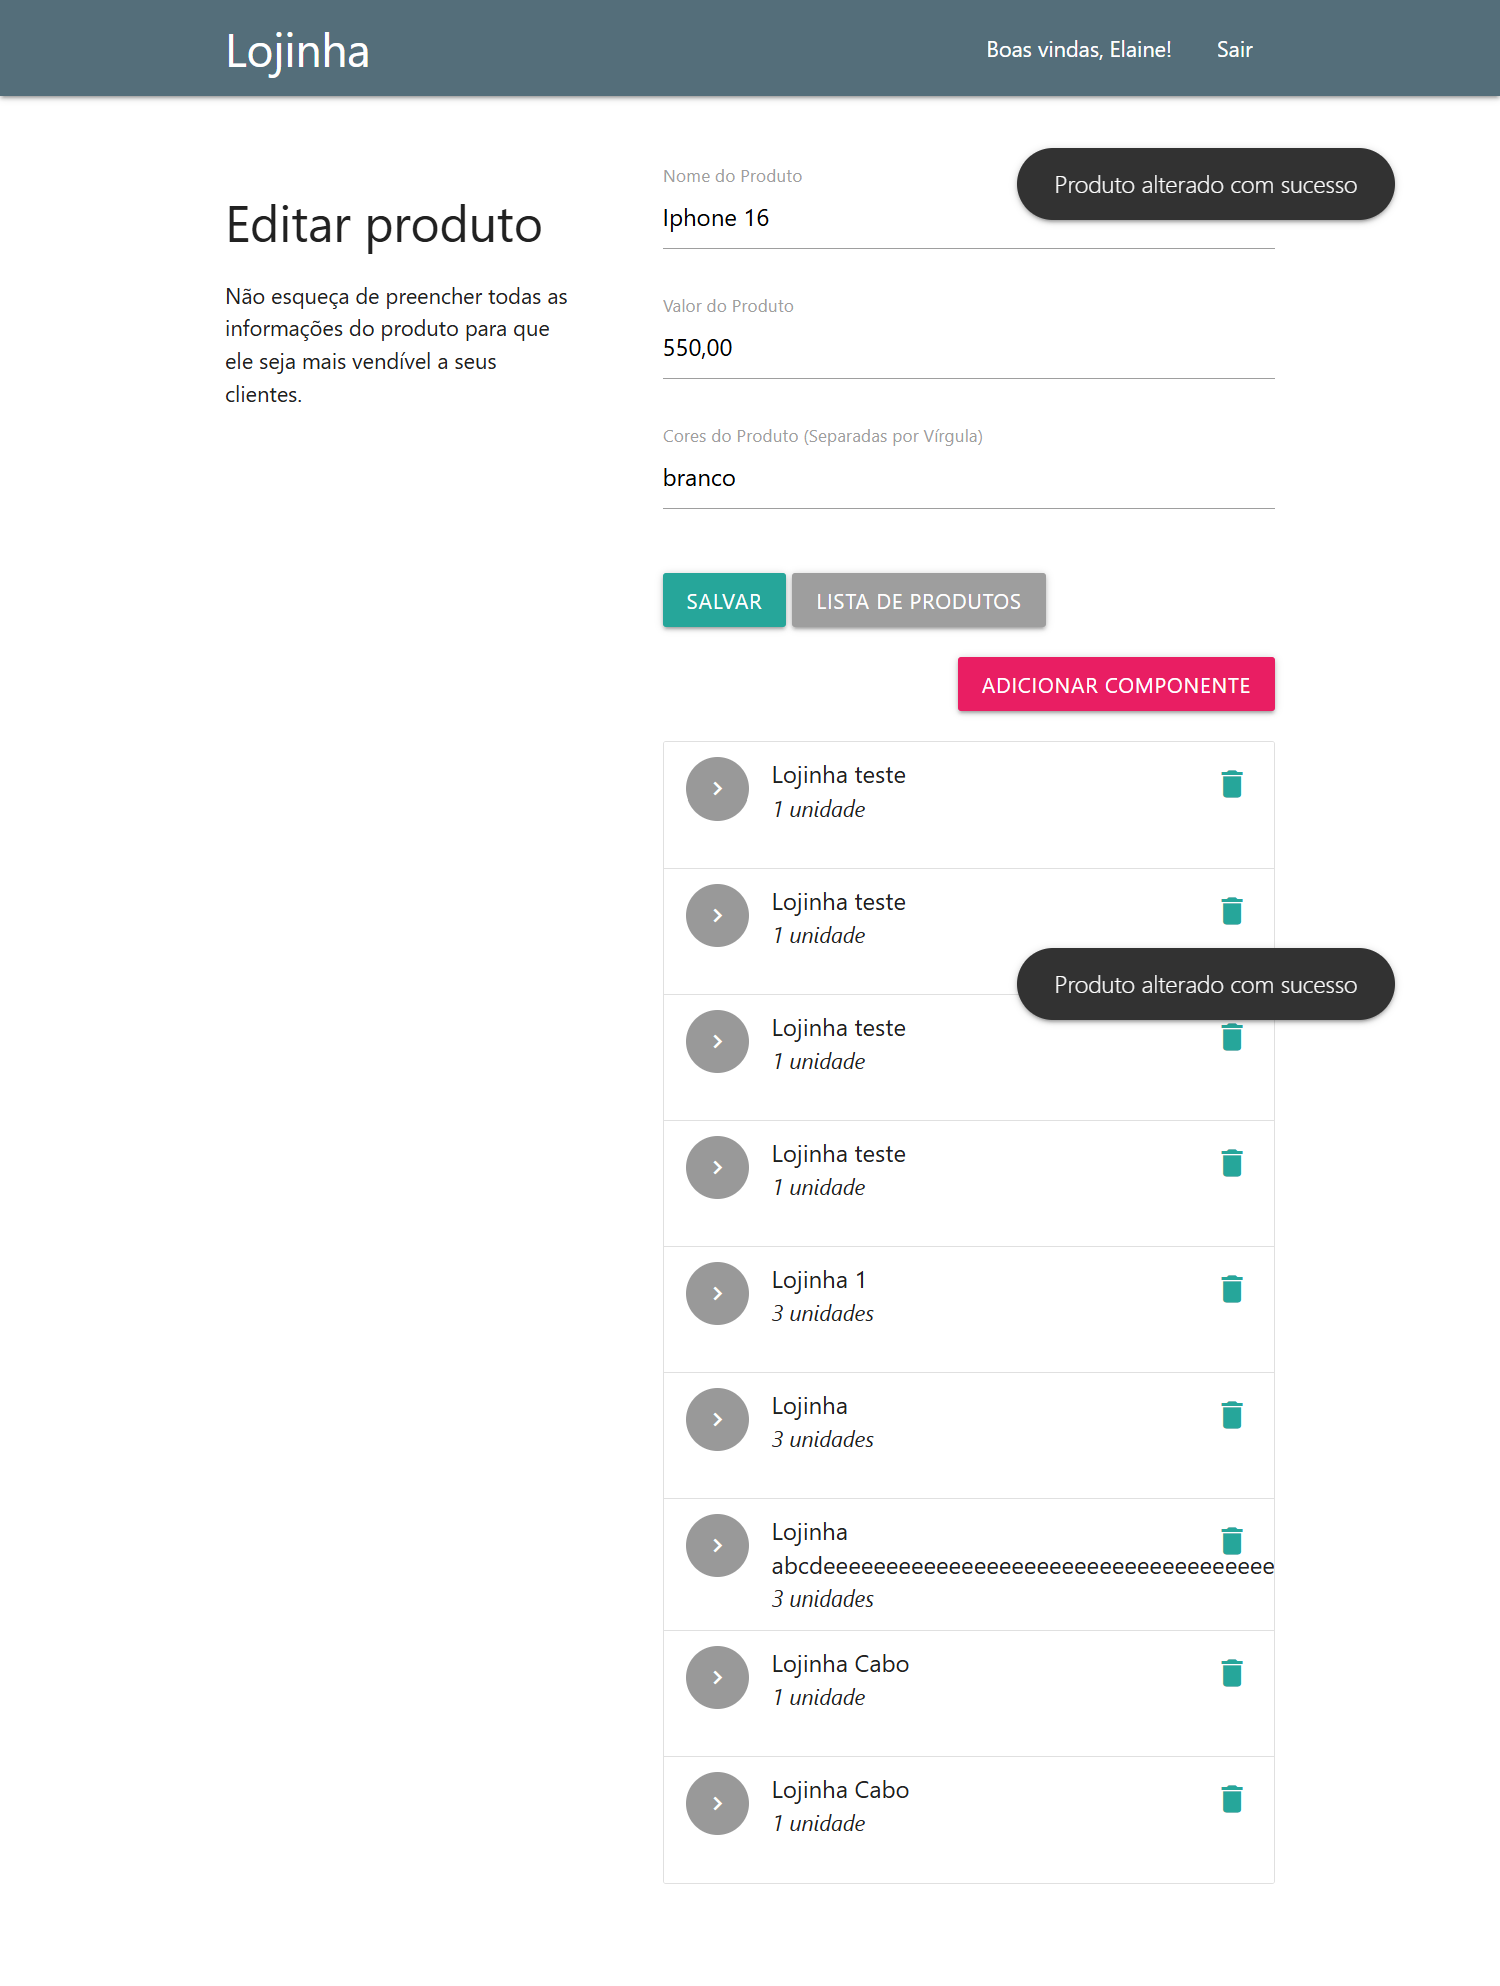 Lojinha
Boas vindas, Elaine!
Sair
Editar produto
Não esqueça de preencher todas as
informações do produto para que
ele seja mais vendível a seus
clientes.
Produto alterado com sucesso
Nome do Produto
Iphone 16
Valor do Produto
550,00
Cores do Produto (Separadas por Vírgula)
branco
SALVAR
LISTA DE PRODUTOS
ADICIONAR COMPONENTE
Lojinha teste
1 unidade
Lojinha teste
1 unidade
Produto alterado com sucesso
Lojinha teste
1 unidade
Lojinha teste
1 unidade
Lojinha 1
3 unidades
Lojinha
3 unidades
Lojinha
abcdeeeeeeeeeeeeeeeeeeeeeeeeeeeeeeeeeeee
3 unidades
Lojinha Cabo
1 unidade
Lojinha Cabo
1 unidade